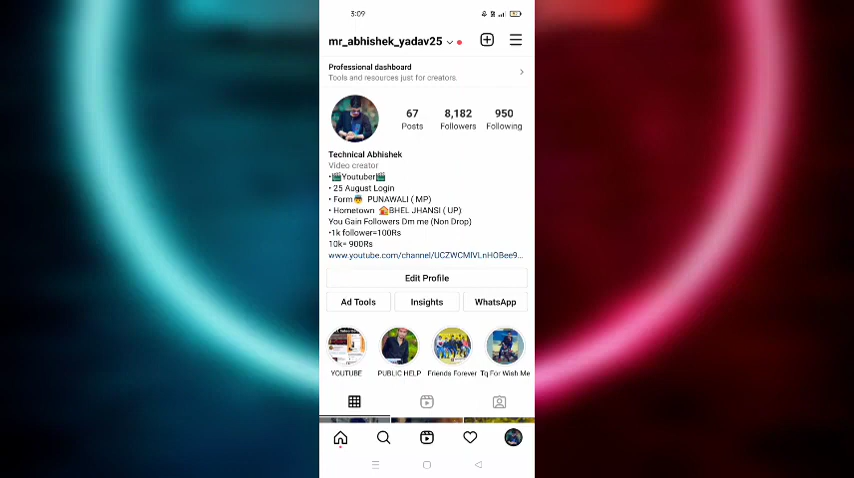 3:09
mr_abhishek_yadav25
Professional dashboard
Tools and resources just for creators.
67 8,182 950
Posts Followers Following
Technical Abhishek
Video creator
•🎬Youtuber🎬
• 25 August Login
• Form👼 PUNAWALI ( MP)
• Hometown 🏠BHEL JHANSI ( UP)
You Gain Followers Dm me (Non Drop)
•1k follower=100Rs
10k= 900Rs
www.youtube.com/channel/UCZWCMIVLnHOBee9...
Edit Profile
Ad Tools Insights WhatsApp
YOUTUBE PUBLIC HELP Friends Forever Tq For Wish Me